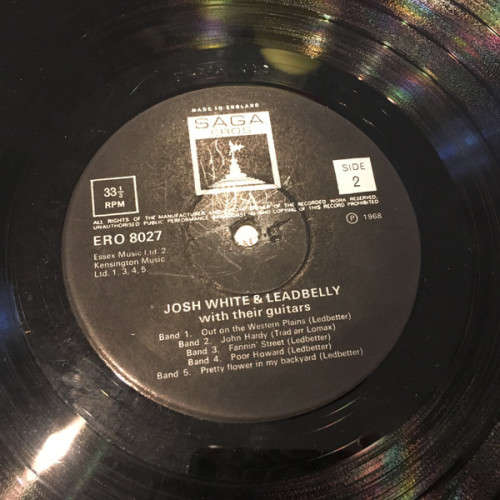 MADE IN ENGLAND
SAGA
EROS
33⅓
RPM
SIDE
2
ALL RIGHTS OF THE MANUFACTURER AND OF THE OWNER OF THE RECORDED WORK RESERVED.
UNAUTHORISED PUBLIC PERFORMANCE BROADCASTING AND COPYING OF THIS RECORD PROHIBITED
ERO 8027
℗ 1968
Essex Music Ltd. 2
Kensington Music
Ltd. 1, 3, 4, 5
JOSH WHITE & LEADBELLY
with their guitars
Band 1. Out on the Western Plains (Ledbetter)
Band 2. John Hardy (Trad arr Lomax)
Band 3. Fannin' Street (Ledbetter)
Band 4. Poor Howard (Ledbetter)
Band 5. Pretty flower in my backyard (Ledbetter)